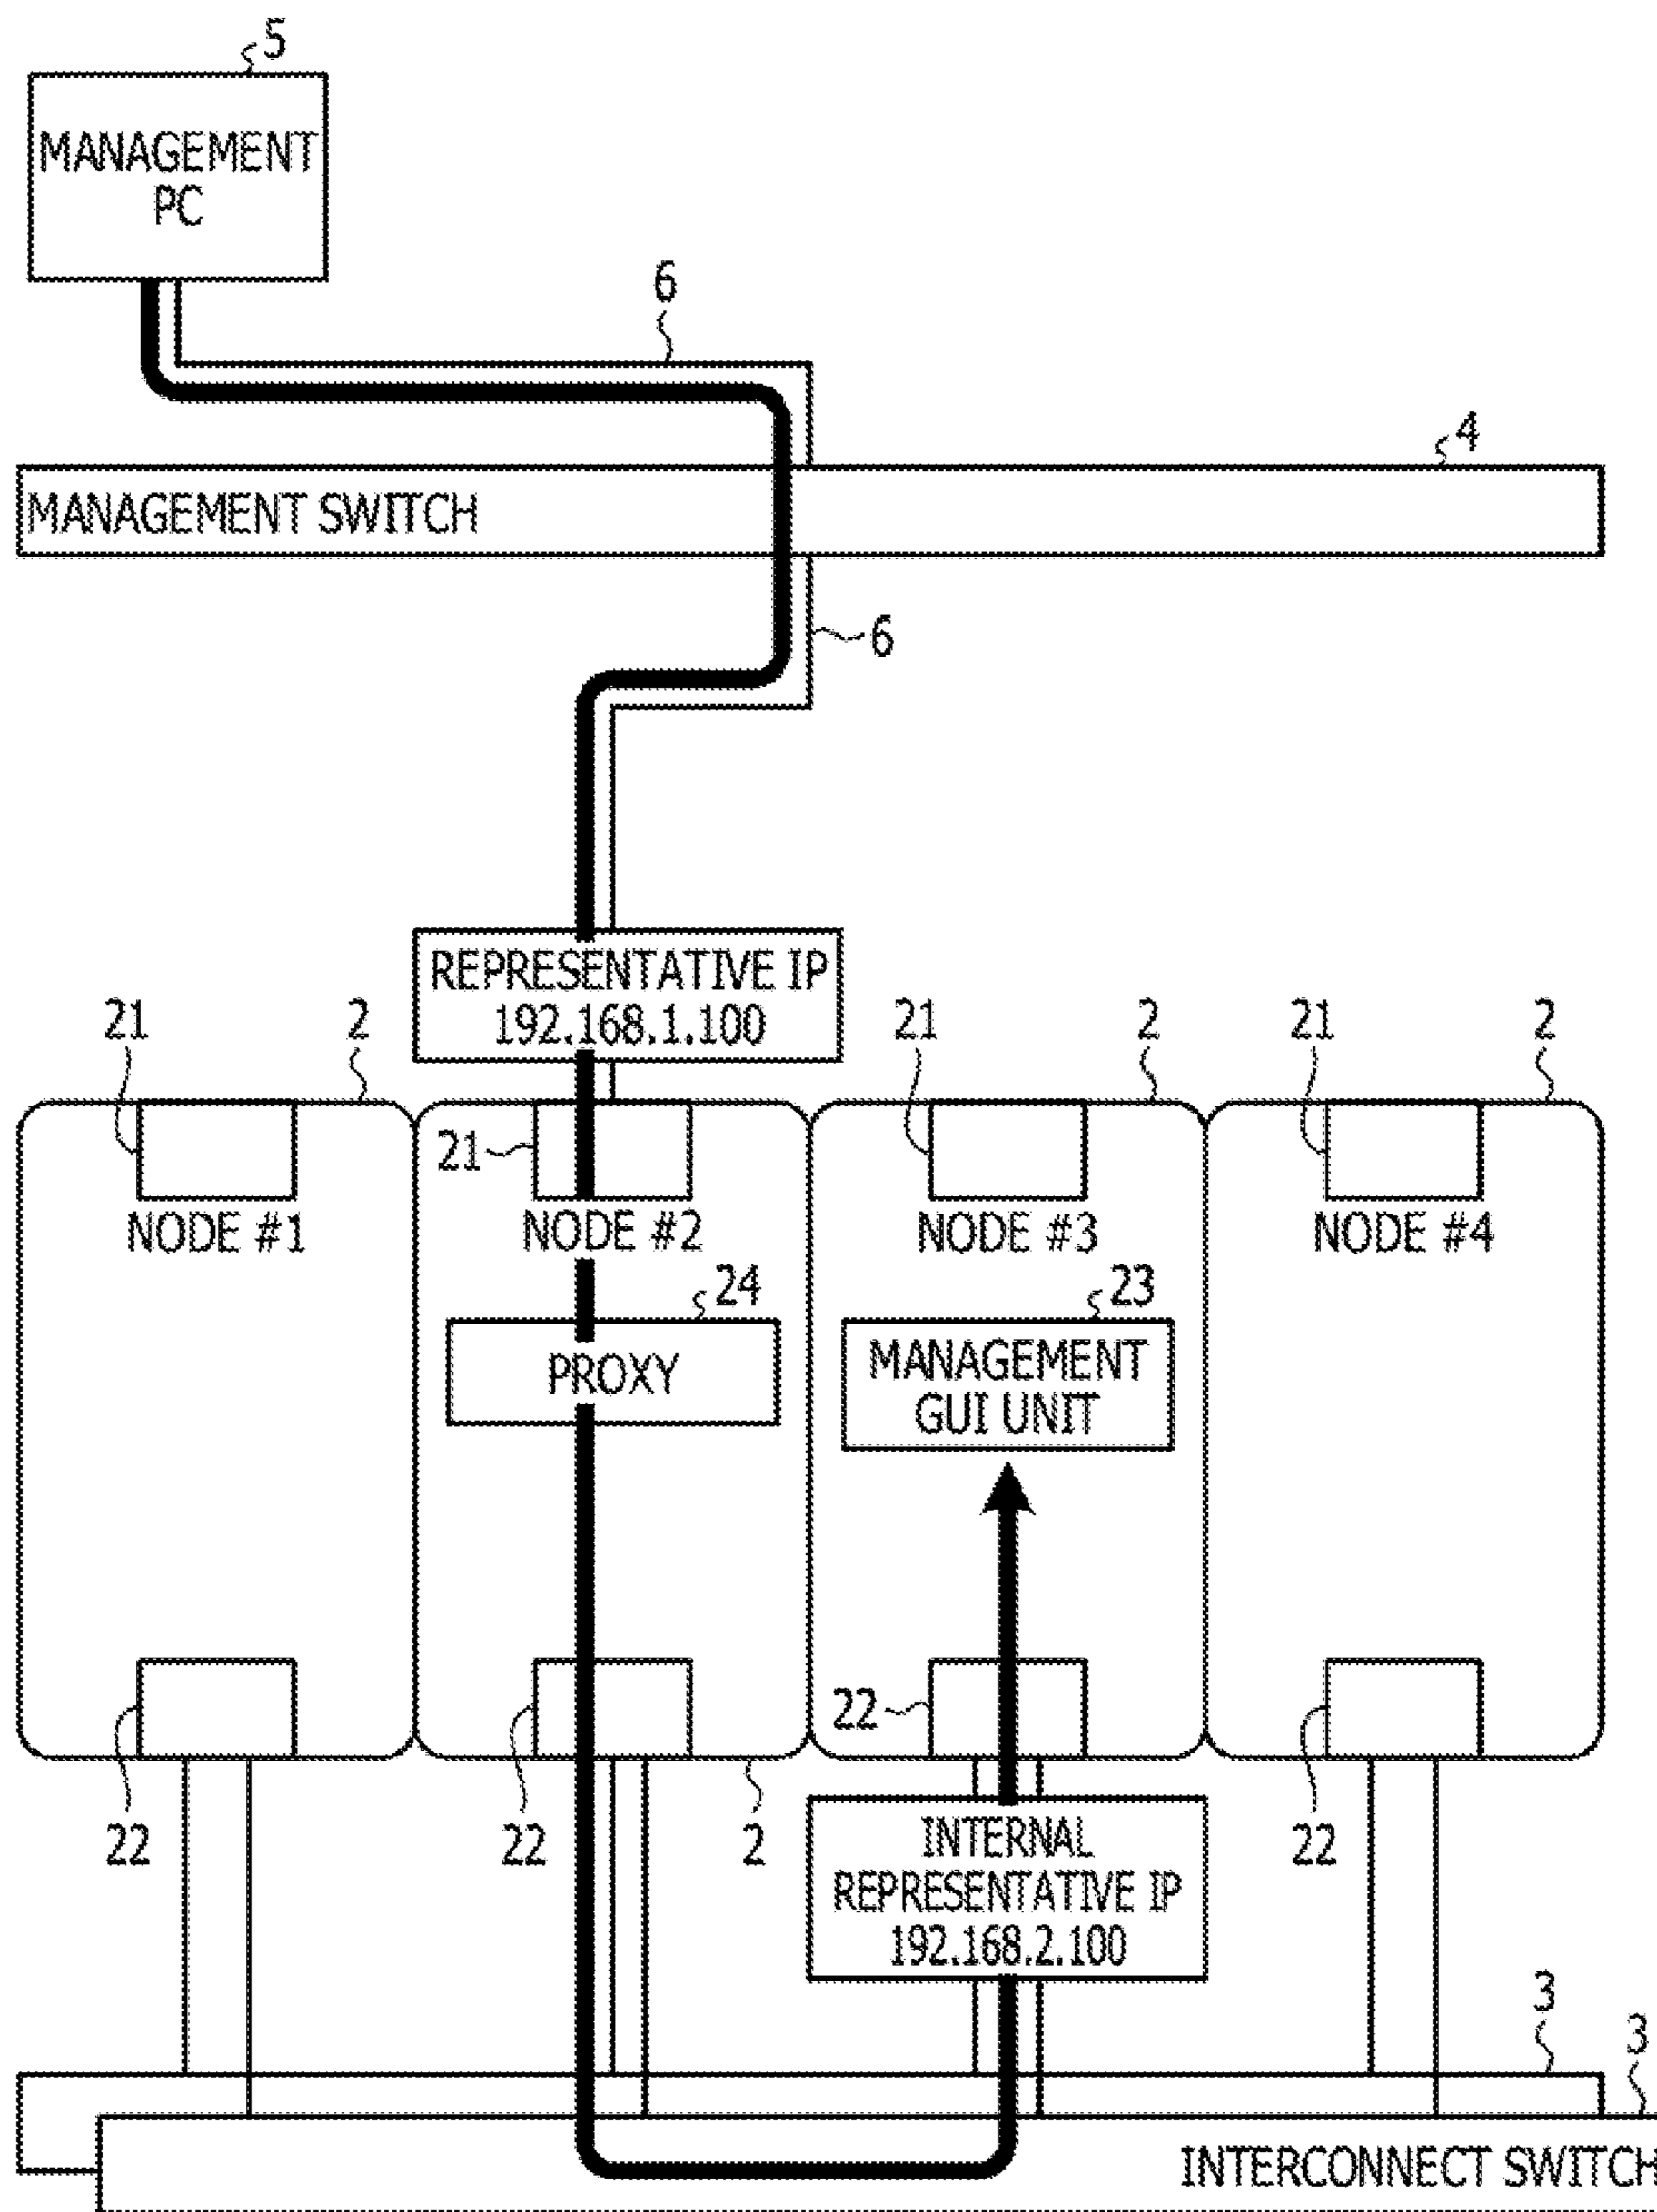 5
MANAGEMENT
PC
6
4
MANAGEMENT SWITCH
6
REPRESENTATIVE IP
192.168.1.100
21
2
21
2
21
2
21
NODE #1
NODE #2
NODE #3
NODE #4
24
23
PROXY
MANAGEMENT
GUI UNIT
22
22
22
2
22
INTERNAL
REPRESENTATIVE IP
192.168.2.100
3
3
INTERCONNECT SWITCH